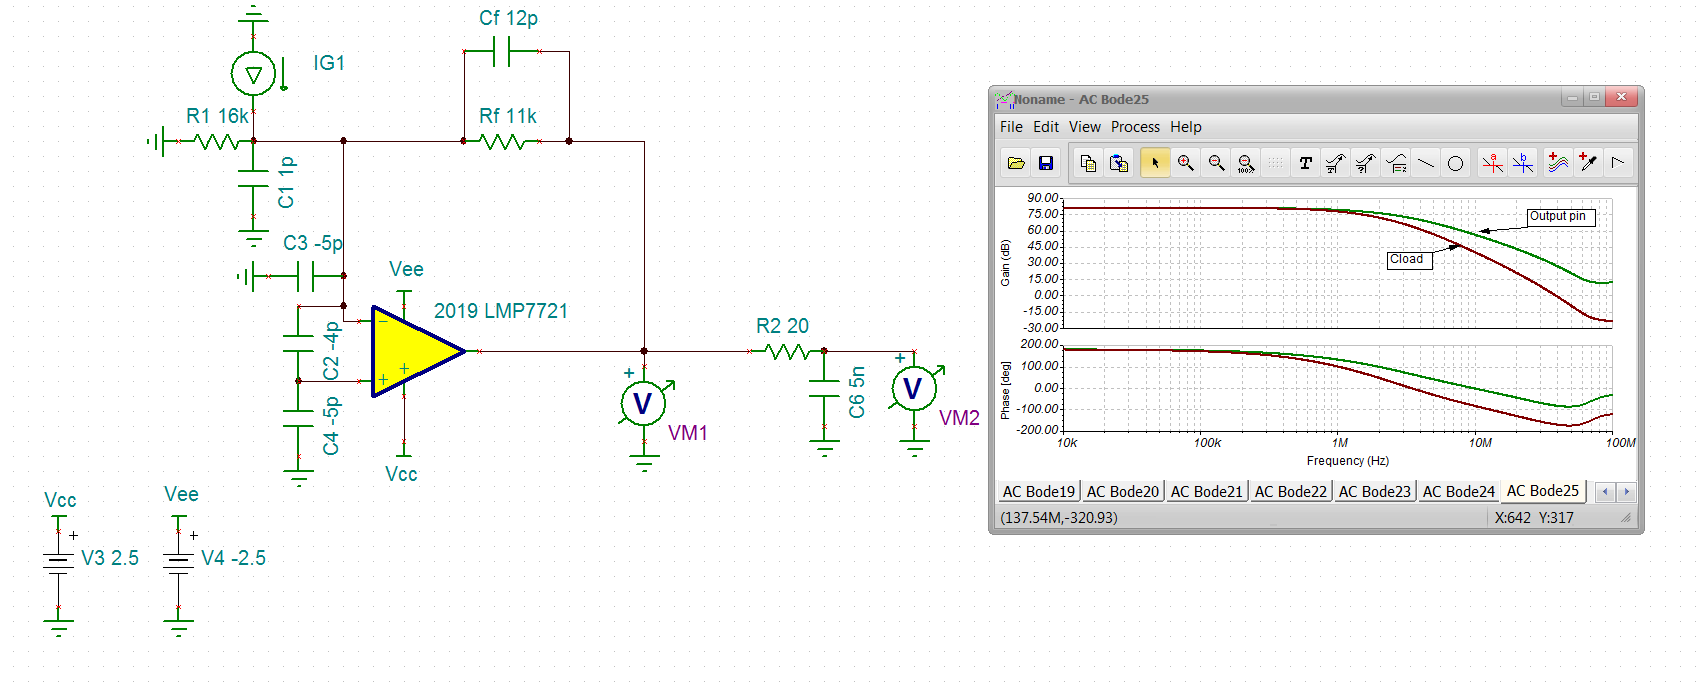 Cf 12p
IG1
R1 16k
Rf 11k
C1 1p
C3 -5p
Vee
2019 LMP7721
C2 -4p
R2 20
C4 -5p
C6 5n
V
VM1
V
VM2
Vcc
Vcc
Vee
V3 2.5
V4 -2.5
Noname - AC Bode25
File Edit View Process Help
T
100%
a
b
90.00
75.00
60.00
45.00
30.00
15.00
0.00
-15.00
-30.00
Gain (dB)
Output pin
Cload
200.00
100.00
0.00
-100.00
-200.00
Phase [deg]
10k 100k 1M 10M 100M
Frequency (Hz)
AC Bode19 AC Bode20 AC Bode21 AC Bode22 AC Bode23 AC Bode24 AC Bode25
(137.54M,-320.93) X:642 Y:317